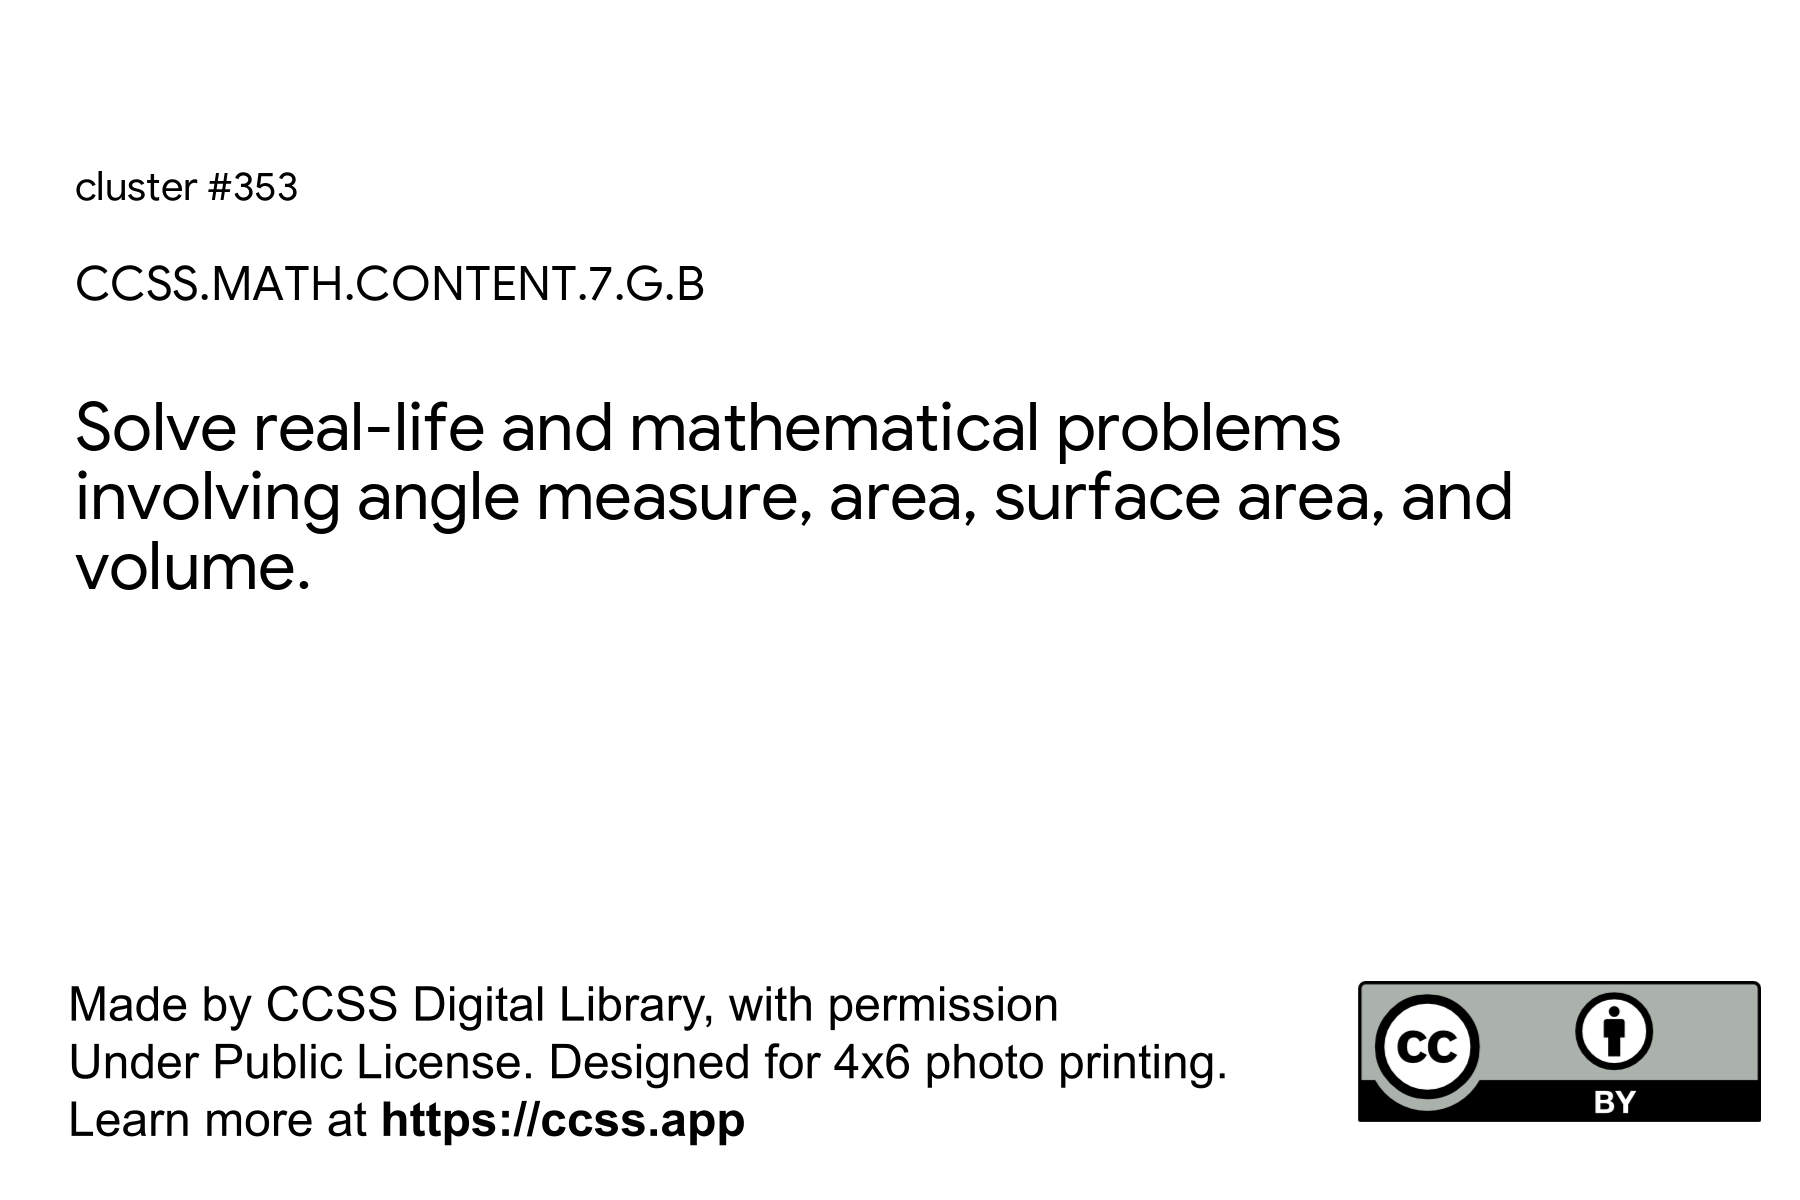 cluster #353
CCSS.MATH.CONTENT.7.G.B
Solve real-life and mathematical problems
involving angle measure, area, surface area, and
volume.
Made by CCSS Digital Library, with permission
Under Public License. Designed for 4x6 photo printing.
Learn more at https://ccss.app
CC
BY